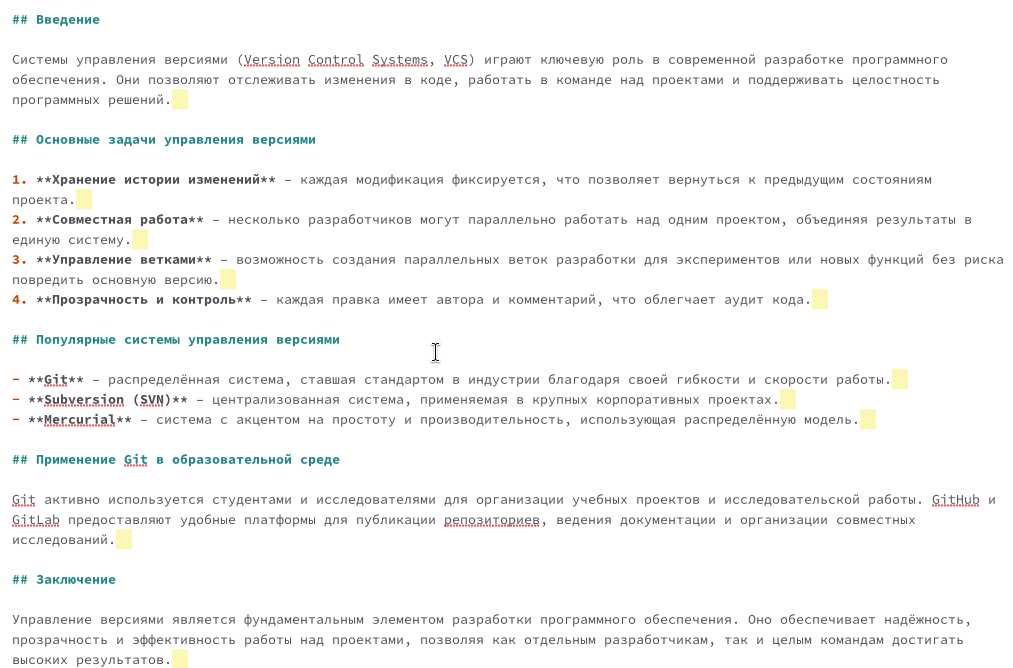 ## Введение
Системы управления версиями (Version Control Systems, VCS) играют ключевую роль в современной разработке программного
обеспечения. Они позволяют отслеживать изменения в коде, работать в команде над проектами и поддерживать целостность
программных решений.
## Основные задачи управления версиями
1. **Хранение истории изменений** – каждая модификация фиксируется, что позволяет вернуться к предыдущим состояниям
проекта.
2. **Совместная работа** – несколько разработчиков могут параллельно работать над одним проектом, объединяя результаты в
единую систему.
3. **Управление ветками** – возможность создания параллельных веток разработки для экспериментов или новых функций без риска
повредить основную версию.
4. **Прозрачность и контроль** – каждая правка имеет автора и комментарий, что облегчает аудит кода.
## Популярные системы управления версиями
- **Git** – распределённая система, ставшая стандартом в индустрии благодаря своей гибкости и скорости работы.
- **Subversion (SVN)** – централизованная система, применяемая в крупных корпоративных проектах.
- **Mercurial** – система с акцентом на простоту и производительность, использующая распределённую модель.
## Применение Git в образовательной среде
Git активно используется студентами и исследователями для организации учебных проектов и исследовательской работы. GitHub и
GitLab предоставляют удобные платформы для публикации репозиториев, ведения документации и организации совместных
исследований.
## Заключение
Управление версиями является фундаментальным элементом разработки программного обеспечения. Оно обеспечивает надёжность,
прозрачность и эффективность работы над проектами, позволяя как отдельным разработчикам, так и целым командам достигать
высоких результатов.